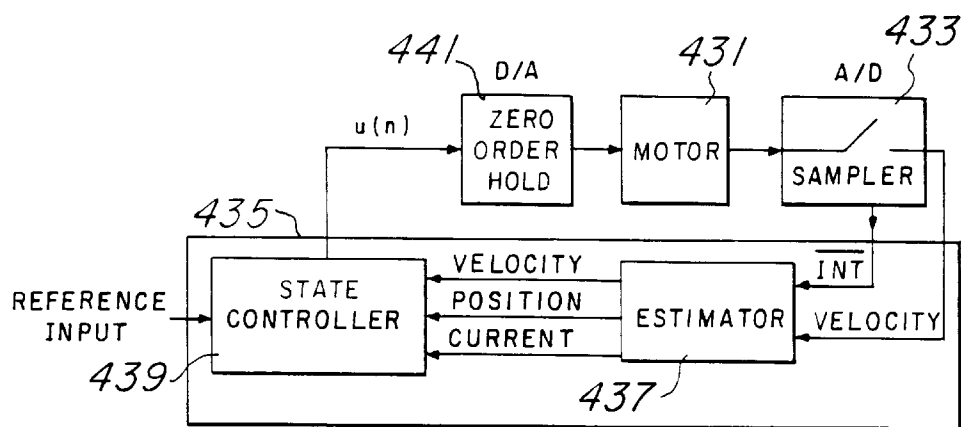 441
D/A
431
A/D
433
u(n)
ZERO
ORDER
HOLD
MOTOR
SAMPLER
435
REFERENCE
INPUT
STATE
CONTROLLER
VELOCITY
POSITION
CURRENT
ESTIMATOR
INT
VELOCITY
439
437